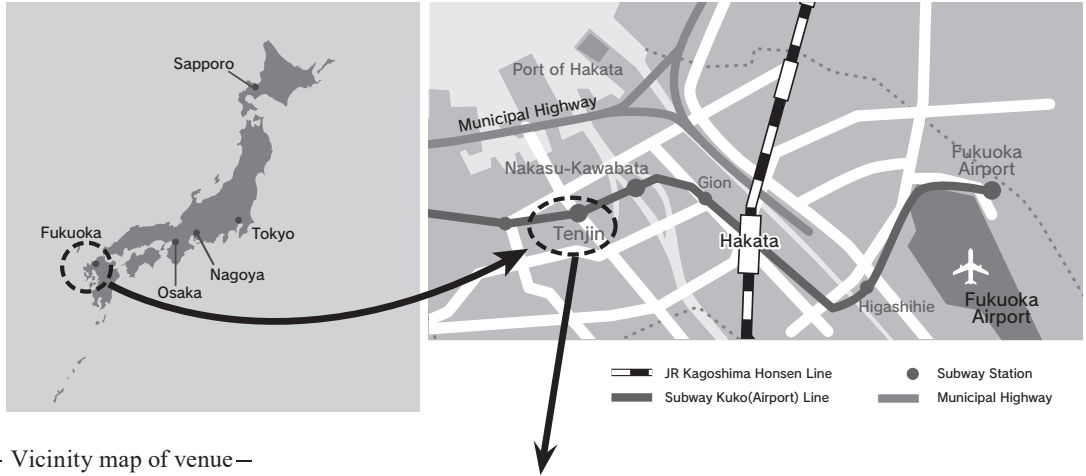 Sapporo
Fukuoka
Tokyo
Nagoya
Osaka
Port of Hakata
Municipal Highway
Nakasu-Kawabata
Gion
Tenjin
Hakata
Fukuoka
Airport
Higashihie
Fukuoka
Airport
JR Kagoshima Honsen Line
Subway Station
Subway Kuko(Airport) Line
Municipal Highway
- Vicinity map of venue—